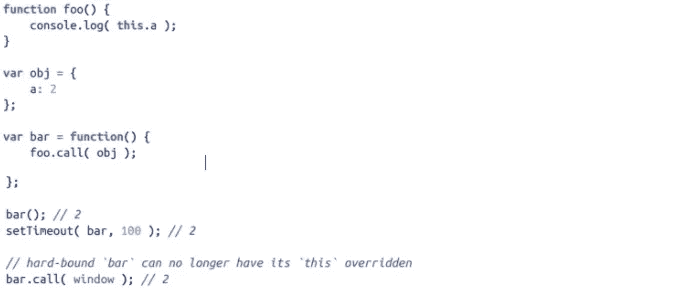 function foo() {
    console.log( this.a );
}
var obj = {
    a: 2
};
var bar = function() {
    foo.call( obj );
};
bar(); // 2
setTimeout( bar, 100 ); // 2
// hard-bound `bar` can no longer have its `this` overridden
bar.call( window ); // 2